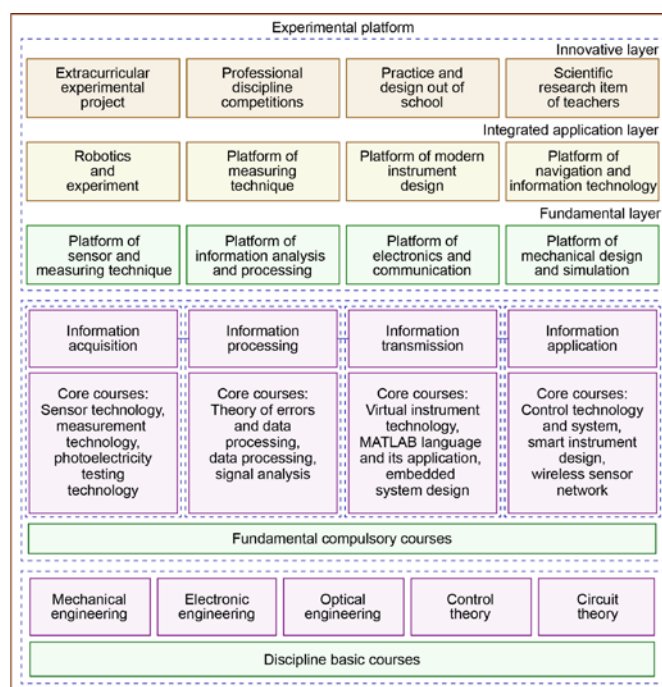 Experimental platform
Innovative layer
Extracurricular
experimental
project
Professional
discipline
competitions
Practice and
design out of
school
Scientific
research item
of teachers
Integrated application layer
Robotics
and
experiment
Platform of
measuring
technique
Platform of
modern
instrument
design
Platform of
navigation and
information technology
Fundamental layer
Platform of
sensor and
measuring technique
Platform of
information analysis
and processing
Platform of
electronics and
communication
Platform of
mechanical design
and simulation
Information
acquisition
Information
processing
Information
transmission
Information
application
Core courses:
Sensor technology,
measurement
technology,
photoelectricity
testing
technology
Core courses:
Theory of errors
and data
processing,
data processing,
signal analysis
Core courses:
Virtual instrument
technology,
MATLAB language
and its application,
embedded
system design
Core courses:
Control technology
and system,
smart instrument
design,
wireless sensor
network
Fundamental compulsory courses
Mechanical
engineering
Electronic
engineering
Optical
engineering
Control
theory
Circuit
theory
Discipline basic courses